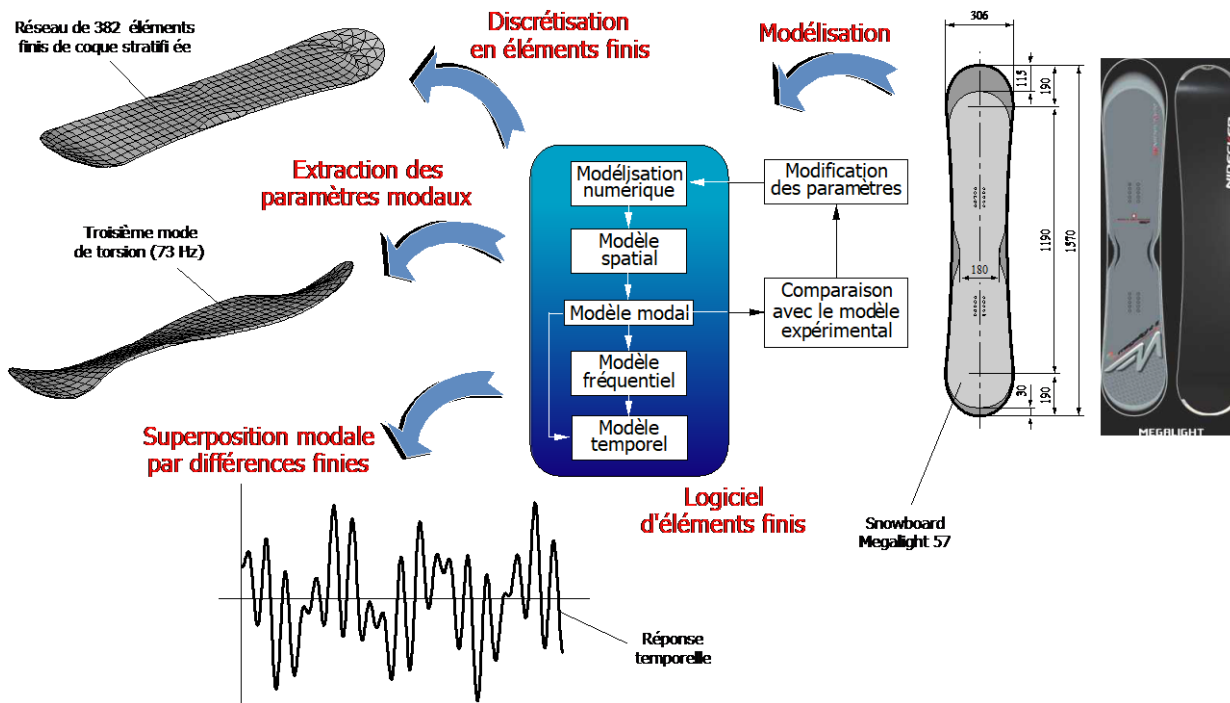 Réseau de 382 éléments
finis de coque stratifi ée
Discrétisation
en éléments finis
Modélisation
306
115
190
1190
1570
180
30
190
Extraction des
paramètres modaux
Troisième mode
de torsion (73 Hz)
Modélisation
numérique
Modèle
spatial
Modèle modal
Modèle
fréquentiel
Modèle
temporel
Modification
des paramètres
Comparaison
avec le modèle
expérimental
Superposition modale
par différences finies
Logiciel
d'éléments finis
Réponse
temporelle
Snowboard
Megalight 57
MEGALIGHT